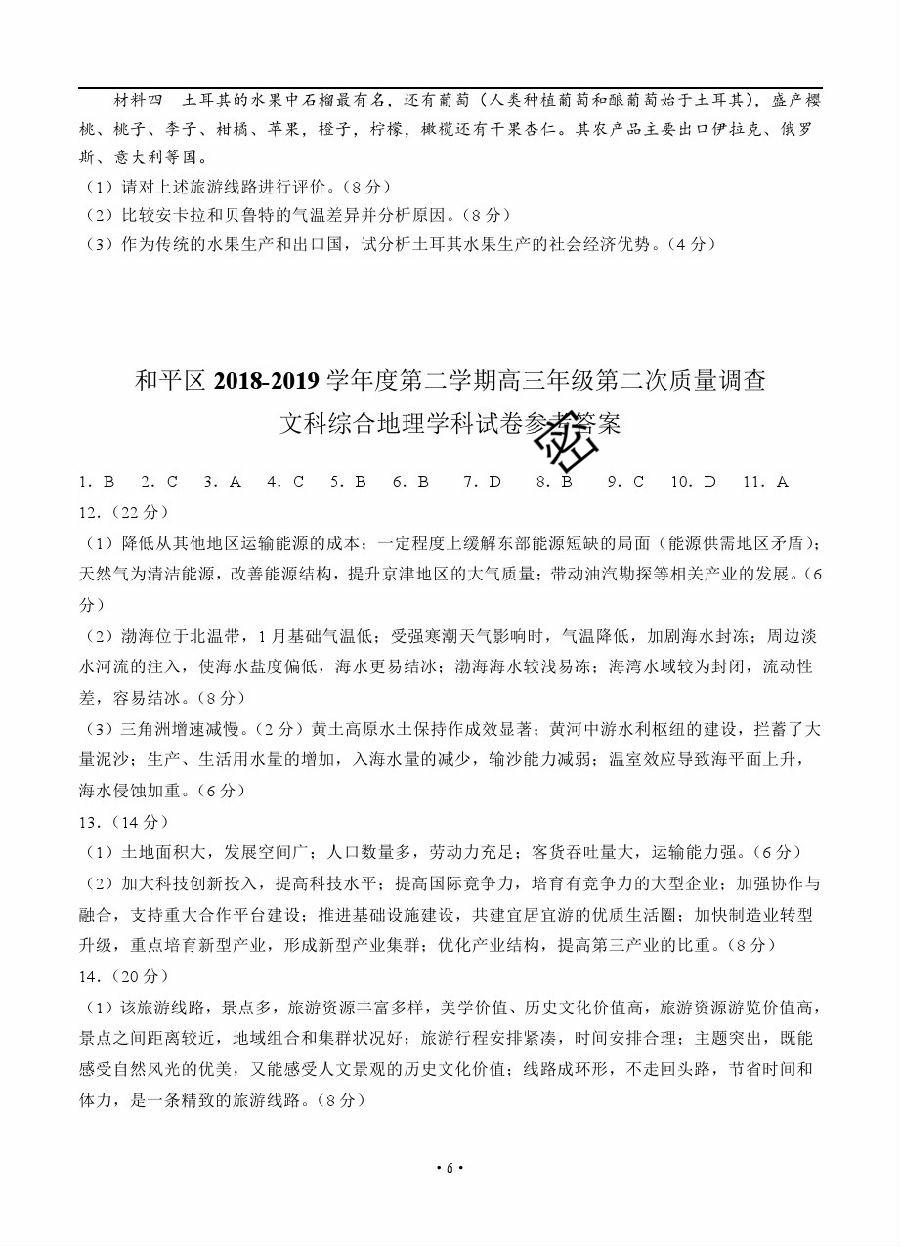 材料四 土耳其的水果中石榴最有名，还有葡萄（人类种植葡萄和酿葡萄始于土耳其），盛产樱
桃、桃子、李子、柑橘、苹果，橙子，柠檬，橄榄还有干果杏仁。其农产品主要出口伊拉克、俄罗
斯、意大利等国。
（1）请对上述旅游线路进行评价。（8分）
（2）比较安卡拉和贝鲁特的气温差异并分析原因。（8分）
（3）作为传统的水果生产和出口国，试分析土耳其水果生产的社会经济优势。（4分）
和平区 2018-2019 学年度第二学期高三年级第二次质量调查
文科综合地理学科试卷参考答案
密
1．B 2．C 3．A 4．C 5．B 6．B 7．D 8．B 9．C 10．D 11．A
12．（22分）
（1）降低从其他地区运输能源的成本；一定程度上缓解东部能源短缺的局面（能源供需地区矛盾）；
天然气为清洁能源，改善能源结构，提升京津地区的大气质量；带动油汽勘探等相关产业的发展。（6
分）
（2）渤海位于北温带，1月基础气温低；受强寒潮天气影响时，气温降低，加剧海水封冻；周边淡
水河流的注入，使海水盐度偏低，海水更易结冰；渤海海水较浅易冻；海湾水域较为封闭，流动性
差，容易结冰。（8分）
（3）三角洲增速减慢。（2分）黄土高原水土保持作成效显著；黄河中游水利枢纽的建设，拦蓄了大
量泥沙；生产、生活用水量的增加，入海水量的减少，输沙能力减弱；温室效应导致海平面上升，
海水侵蚀加重。（6分）
13．（14分）
（1）土地面积大，发展空间广；人口数量多，劳动力充足；客货吞吐量大，运输能力强。（6分）
（2）加大科技创新投入，提高科技水平；提高国际竞争力，培育有竞争力的大型企业；加强协作与
融合，支持重大合作平台建设；推进基础设施建设，共建宜居宜游的优质生活圈；加快制造业转型
升级，重点培育新型产业，形成新型产业集群；优化产业结构，提高第三产业的比重。（8分）
14．（20分）
（1）该旅游线路，景点多，旅游资源丰富多样，美学价值、历史文化价值高，旅游资源游览价值高，
景点之间距离较近，地域组合和集群状况好；旅游行程安排紧凑，时间安排合理；主题突出，既能
感受自然风光的优美，又能感受人文景观的历史文化价值；线路成环形，不走回头路，节省时间和
体力，是一条精致的旅游线路。（8分）
·6·